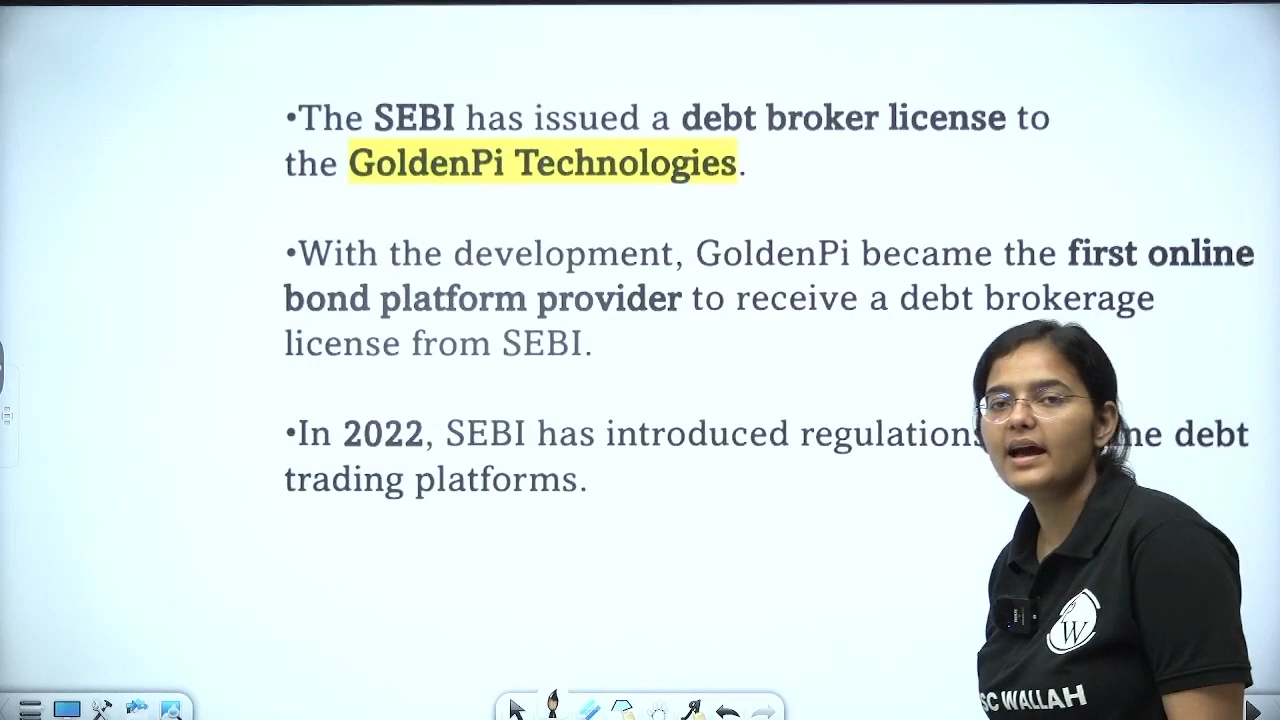 •The SEBI has issued a debt broker license to
the GoldenPi Technologies.
•With the development, GoldenPi became the first online
bond platform provider to receive a debt brokerage
license from SEBI.
•In 2022, SEBI has introduced regulations debt
trading platforms.
W
SC WALLAH